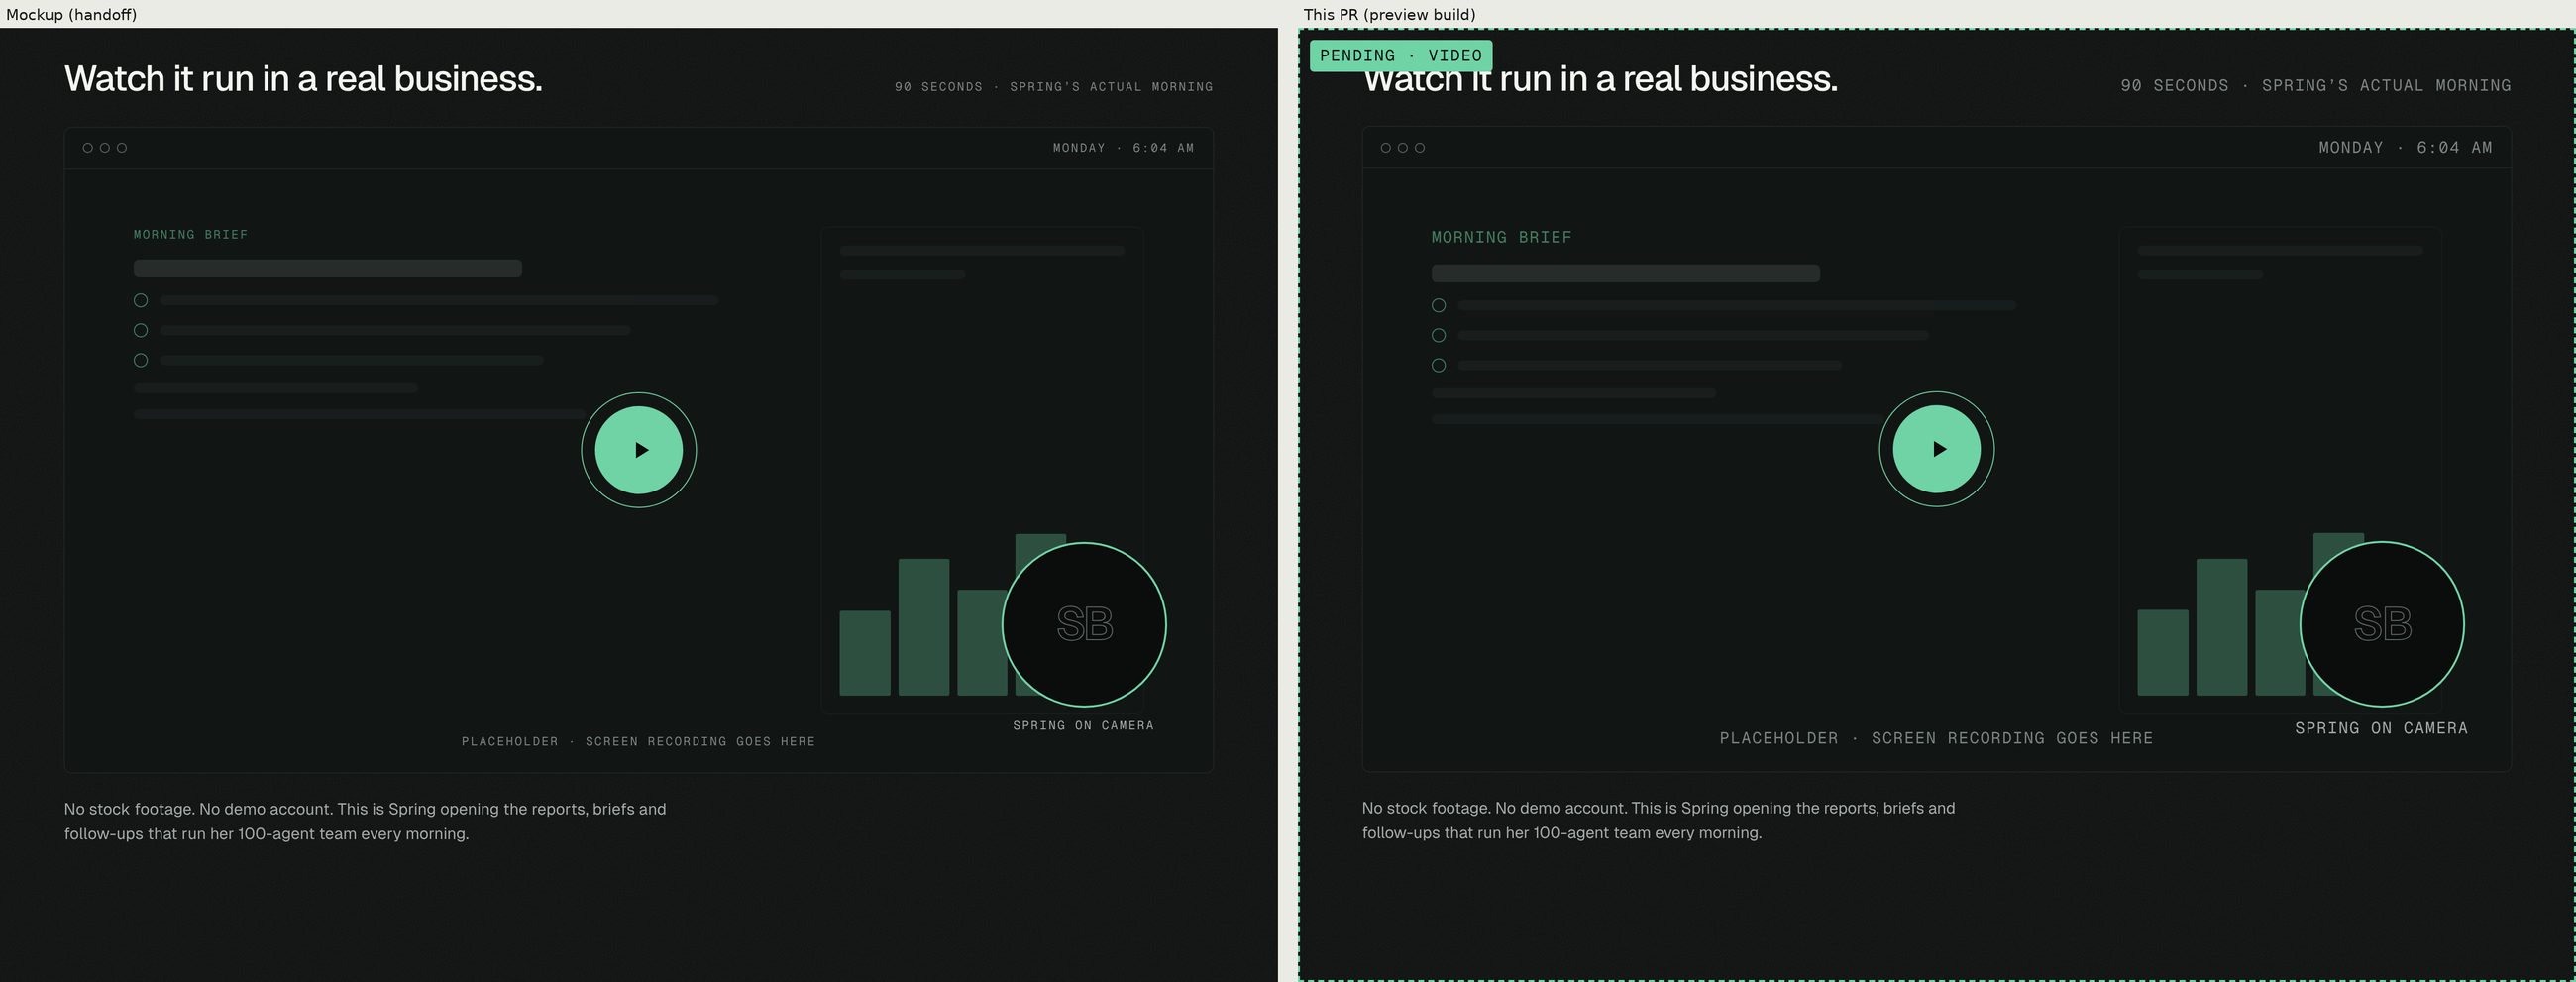 Mockup (handoff)
Watch it run in a real business.
90 SECONDS · SPRING'S ACTUAL MORNING
MONDAY · 6:04 AM
MORNING BRIEF
SB
SPRING ON CAMERA
PLACEHOLDER · SCREEN RECORDING GOES HERE
No stock footage. No demo account. This is Spring opening the reports, briefs and
follow-ups that run her 100-agent team every morning.
This PR (preview build)
PENDING · VIDEO
Watch it run in a real business.
90 SECONDS · SPRING’S ACTUAL MORNING
MONDAY · 6:04 AM
MORNING BRIEF
SB
SPRING ON CAMERA
PLACEHOLDER · SCREEN RECORDING GOES HERE
No stock footage. No demo account. This is Spring opening the reports, briefs and
follow-ups that run her 100-agent team every morning.